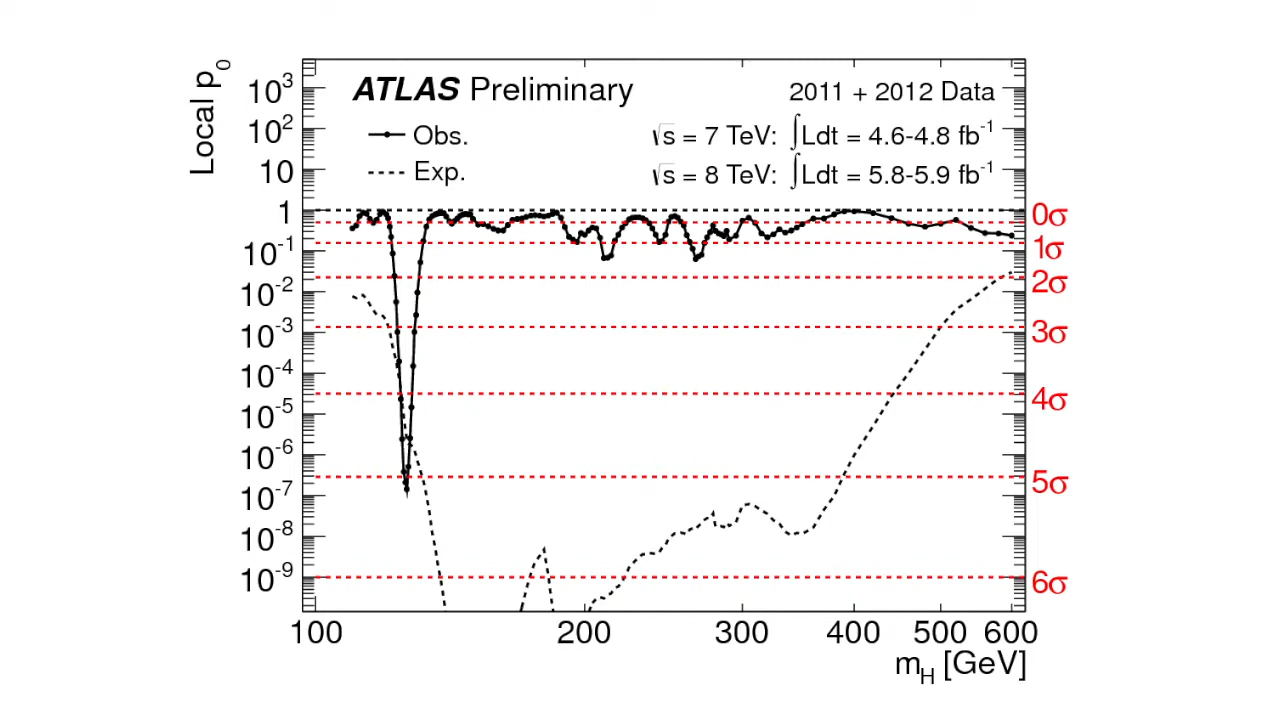 ATLAS Preliminary
2011 + 2012 Data
Obs.
Exp.
√s = 7 TeV: ∫Ldt = 4.6-4.8 fb⁻¹
√s = 8 TeV: ∫Ldt = 5.8-5.9 fb⁻¹
Local p₀
10³
10²
10
1
10⁻¹
10⁻²
10⁻³
10⁻⁴
10⁻⁵
10⁻⁶
10⁻⁷
10⁻⁸
10⁻⁹
0σ
1σ
2σ
3σ
4σ
5σ
6σ
100 200 300 400 500 600
m_H [GeV]